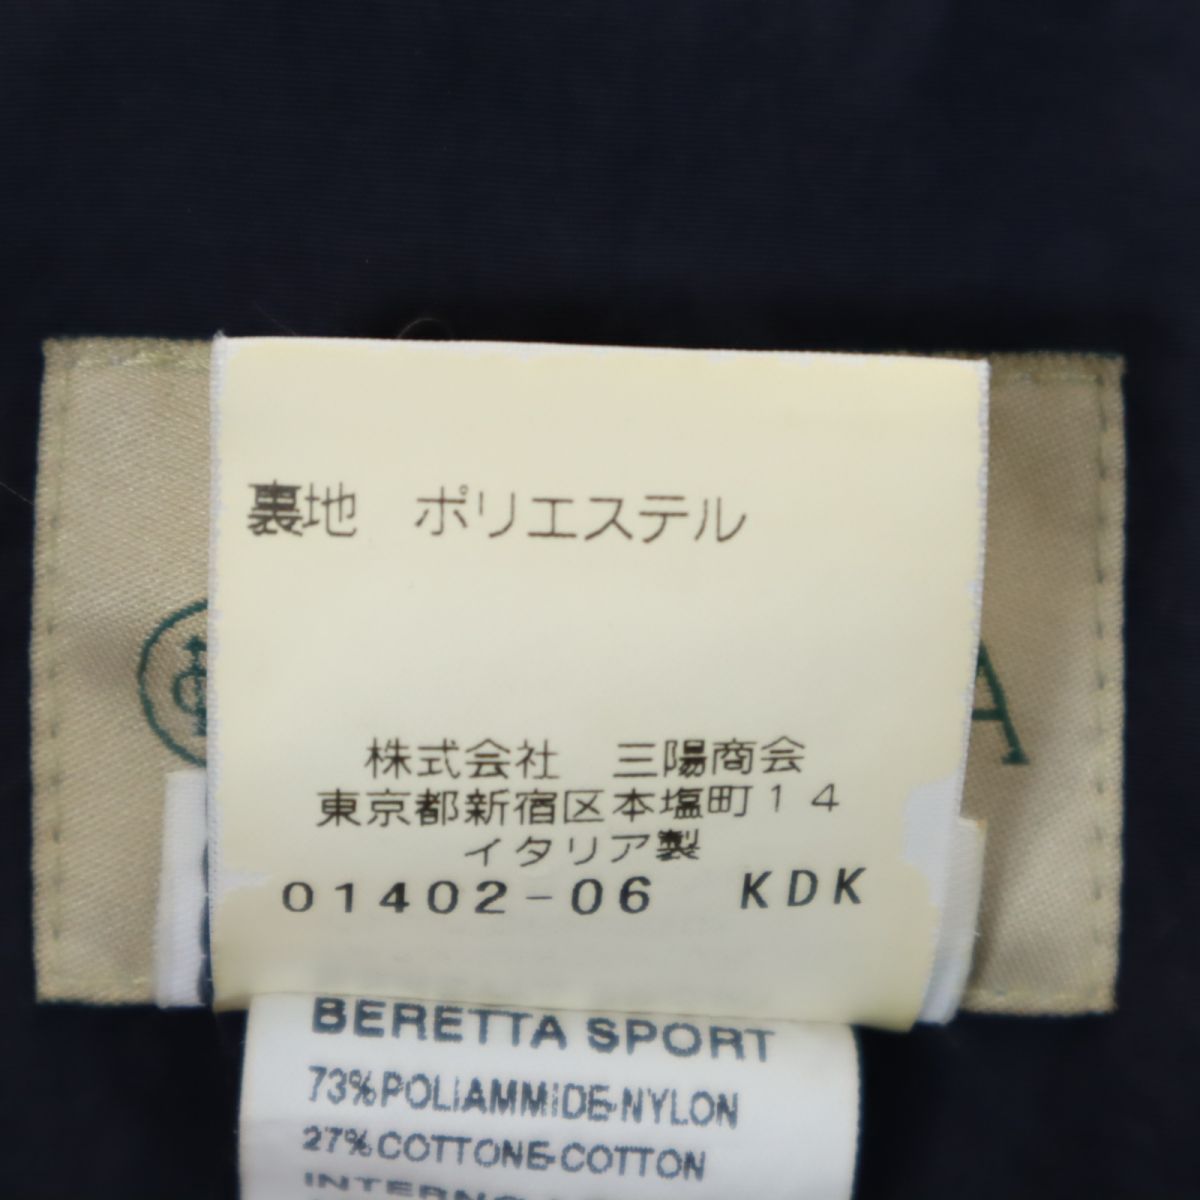 裏地　ポリエステル
株式会社　三陽商会
東京都新宿区本塩町１４
イタリア製
01402-06 KDK
A
BERETTA SPORT
73%POLIAMMIDE-NYLON
27%COTTONE-COTTON
INTERNO